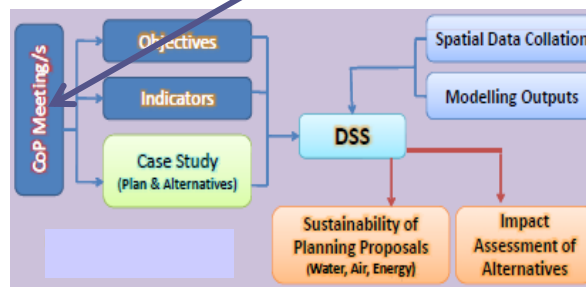 CoP Meeting/s
Objectives
Indicators
Case Study
(Plan & Alternatives)
DSS
Spatial Data Collation
Modelling Outputs
Sustainability of
Planning Proposals
(Water, Air, Energy)
Impact
Assessment of
Alternatives